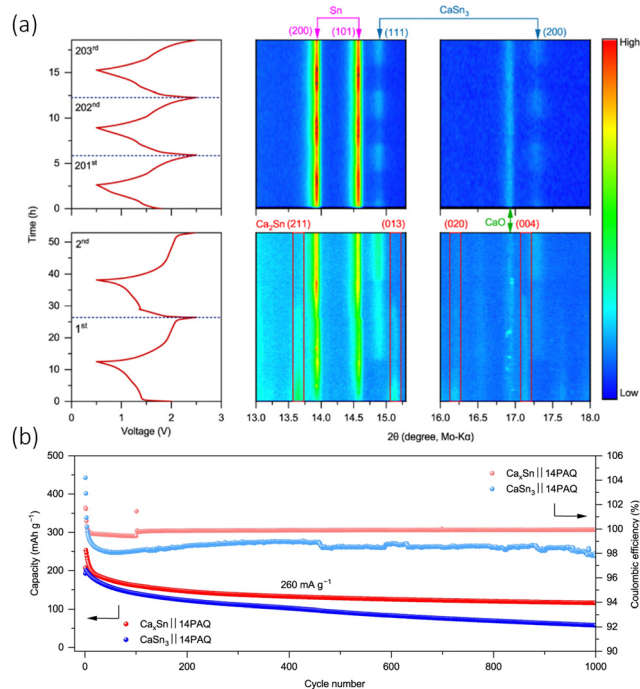 (a)
Sn
CaSn₃
(200)
(101)
(111)
(200)
High
203ʳᵈ
202ⁿᵈ
201ˢᵗ
15
10
5
0
Time (h)
50
40
30
20
10
0
2ⁿᵈ
1ˢᵗ
Ca₂Sn (211)
(013)
(020)
CaO
(004)
Low
0 1 2 3
13.0 13.5 14.0 14.5 15.0
16.0 16.5 17.0 17.5 18.0
Voltage (V)
2θ (degree, Mo-Kα)
(b)
500
400
300
200
100
0
Capacity (mAh g⁻¹)
CaₓSn || 14PAQ
CaSn₃ || 14PAQ
260 mA g⁻¹
CaₓSn || 14PAQ
CaSn₃ || 14PAQ
106
104
102
100
98
96
94
92
90
Coulombic efficiency (%)
0 200 400 600 800 1000
Cycle number